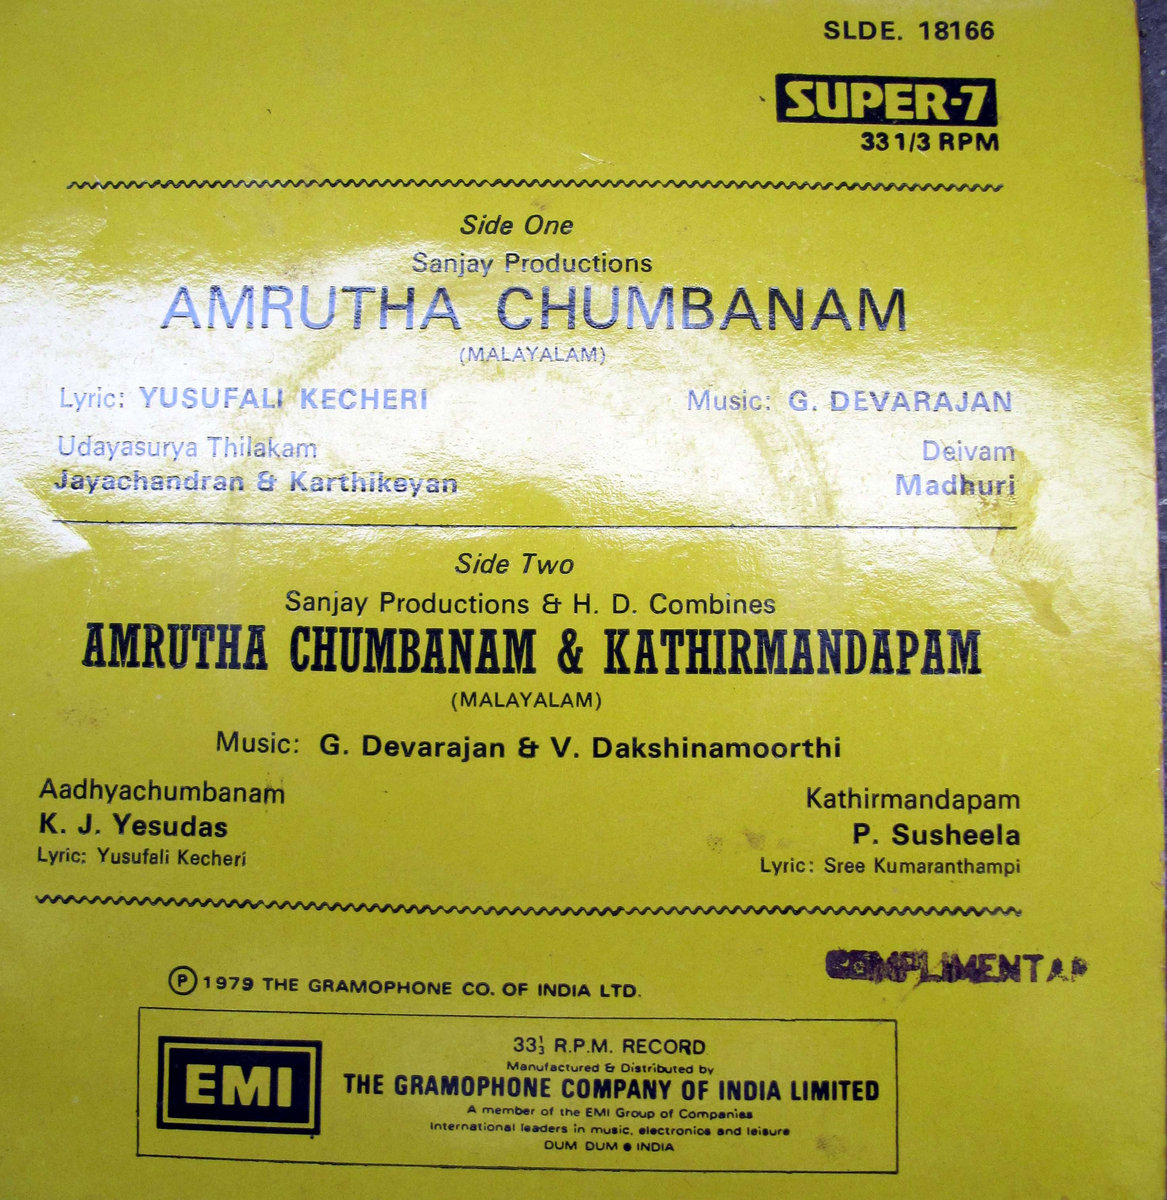 SLDE. 18166
SUPER-7
33 1/3 RPM
Side One
Sanjay Productions
AMRUTHA CHUMBANAM
(MALAYALAM)
Lyric: YUSUFALI KECHERI Music: G. DEVARAJAN
Udayasurya Thilakam Deivam
Jayachandran & Karthikeyan Madhuri
Side Two
Sanjay Productions & H. D. Combines
AMRUTHA CHUMBANAM & KATHIRMANDAPAM
(MALAYALAM)
Music: G. Devarajan & V. Dakshinamoorthi
Aadhyachumbanam Kathirmandapam
K. J. Yesudas P. Susheela
Lyric: Yusufali Kecheri Lyric: Sree Kumaranthampi
COMPLIMENTAR
Ⓟ 1979 THE GRAMOPHONE CO. OF INDIA LTD.
EMI
33⅓ R.P.M. RECORD
Manufactured & Distributed by
THE GRAMOPHONE COMPANY OF INDIA LIMITED
A member of the EMI Group of Companies
International leaders in music, electronics and leisure
DUM DUM ● INDIA